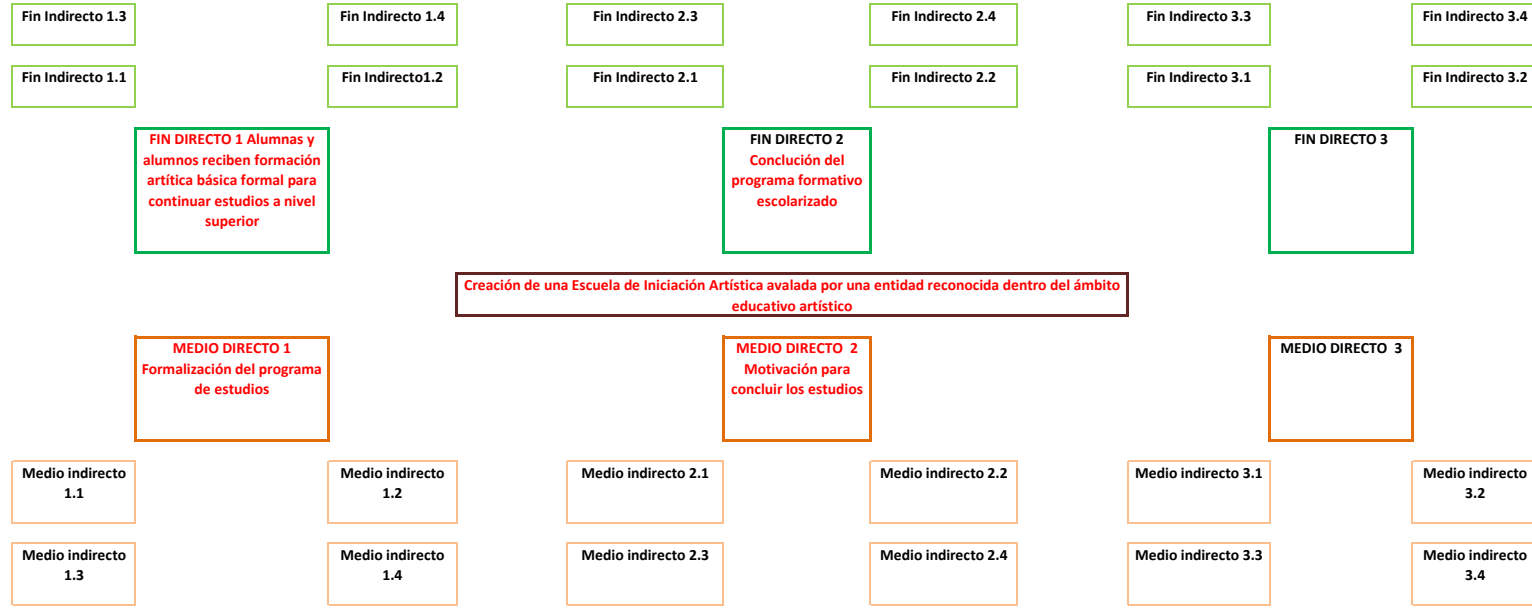 Fin Indirecto 1.3
Fin Indirecto 1.4
Fin Indirecto 2.3
Fin Indirecto 2.4
Fin Indirecto 3.3
Fin Indirecto 3.4
Fin Indirecto 1.1
Fin Indirecto1.2
Fin Indirecto 2.1
Fin Indirecto 2.2
Fin Indirecto 3.1
Fin Indirecto 3.2
FIN DIRECTO 1 Alumnas y
alumnos reciben formación
artítica básica formal para
continuar estudios a nivel
superior
FIN DIRECTO 2
Conclución del
programa formativo
escolarizado
FIN DIRECTO 3
Creación de una Escuela de Iniciación Artística avalada por una entidad reconocida dentro del ámbito
educativo artístico
MEDIO DIRECTO 1
Formalización del programa
de estudios
MEDIO DIRECTO 2
Motivación para
concluir los estudios
MEDIO DIRECTO 3
Medio indirecto
1.1
Medio indirecto
1.2
Medio indirecto 2.1
Medio indirecto 2.2
Medio indirecto 3.1
Medio indirecto
3.2
Medio indirecto
1.3
Medio indirecto
1.4
Medio indirecto 2.3
Medio indirecto 2.4
Medio indirecto 3.3
Medio indirecto
3.4